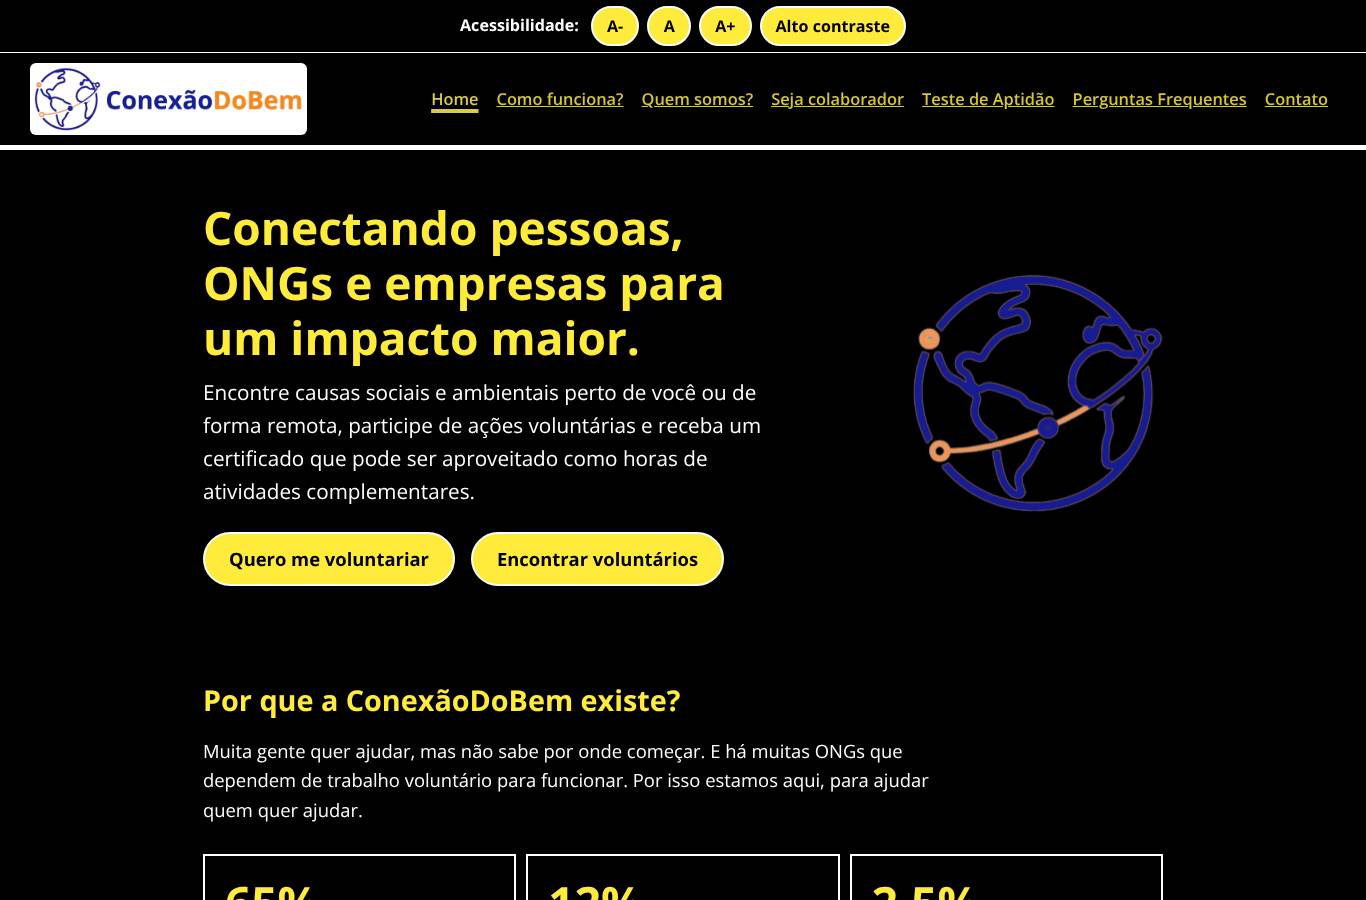 Acessibilidade: A- A A+ Alto contraste
ConexãoDoBem
Home Como funciona? Quem somos? Seja colaborador Teste de Aptidão Perguntas Frequentes Contato
Conectando pessoas,
ONGs e empresas para
um impacto maior.
Encontre causas sociais e ambientais perto de você ou de
forma remota, participe de ações voluntárias e receba um
certificado que pode ser aproveitado como horas de
atividades complementares.
Quero me voluntariar Encontrar voluntários
Por que a ConexãoDoBem existe?
Muita gente quer ajudar, mas não sabe por onde começar. E há muitas ONGs que
dependem de trabalho voluntário para funcionar. Por isso estamos aqui, para ajudar
quem quer ajudar.
65% 12% 2,5%